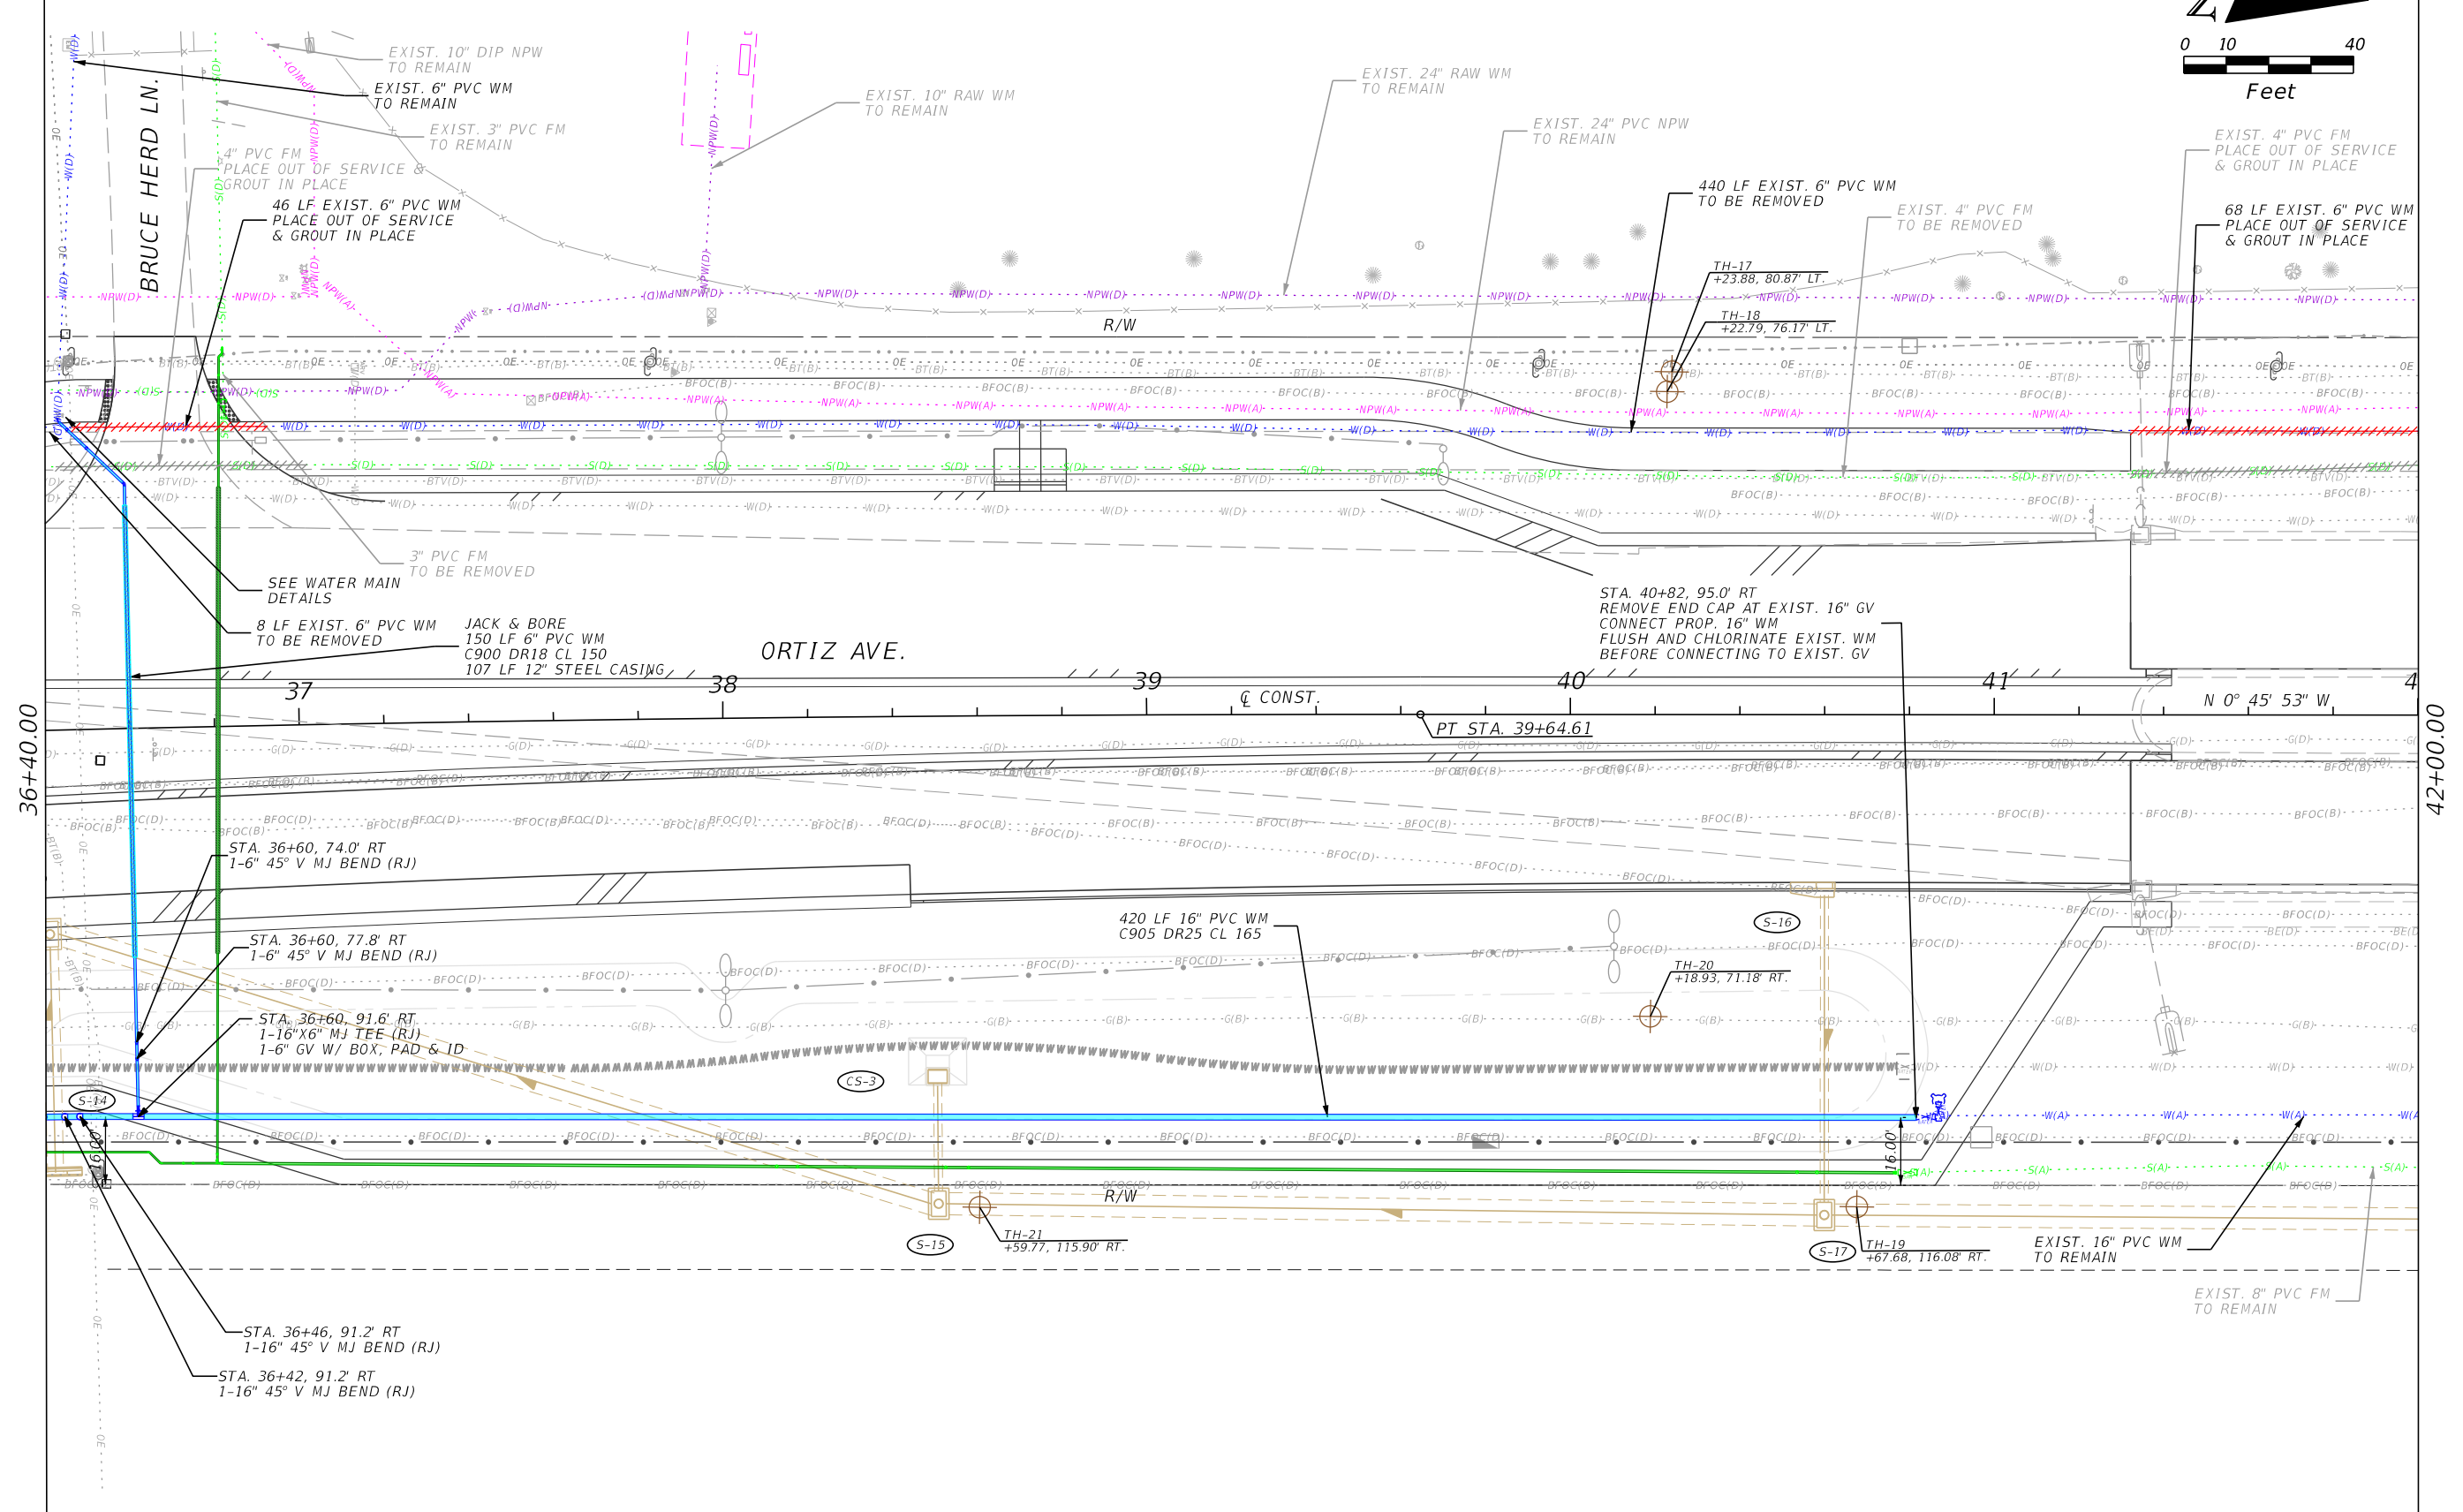 Z
0 10 40
Feet
EXIST. 10" DIP NPW
TO REMAIN
EXIST. 6" PVC WM
TO REMAIN
EXIST. 3" PVC FM
TO REMAIN
BRUCE HERD LN.
4" PVC FM
PLACE OUT OF SERVICE &
GROUT IN PLACE
46 LF EXIST. 6" PVC WM
PLACE OUT OF SERVICE
& GROUT IN PLACE
EXIST. 10" RAW WM
TO REMAIN
EXIST. 24" RAW WM
TO REMAIN
EXIST. 24" PVC NPW
TO REMAIN
440 LF EXIST. 6" PVC WM
TO BE REMOVED
EXIST. 4" PVC FM
TO BE REMOVED
EXIST. 4" PVC FM
PLACE OUT OF SERVICE
& GROUT IN PLACE
68 LF EXIST. 6" PVC WM
PLACE OUT OF SERVICE
& GROUT IN PLACE
TH-17
+23.88, 80.87' LT.
TH-18
+22.79, 76.17' LT.
R/W
NPW(D)
OE
BT(B)
BFOC(B)
NPW(A)
W(D)
S(D)
BTV(D)
3" PVC FM
TO BE REMOVED
SEE WATER MAIN
DETAILS
8 LF EXIST. 6" PVC WM
TO BE REMOVED
JACK & BORE
150 LF 6" PVC WM
C900 DR18 CL 150
107 LF 12" STEEL CASING
ORTIZ AVE.
STA. 40+82, 95.0' RT
REMOVE END CAP AT EXIST. 16" GV
CONNECT PROP. 16" WM
FLUSH AND CHLORINATE EXIST. WM
BEFORE CONNECTING TO EXIST. GV
37 38 39 40 41 4
℄ CONST.
PT STA. 39+64.61
N 0° 45' 53" W
36+40.00
42+00.00
G(D)
BFOC(B)
BFOC(D)
STA. 36+60, 74.0' RT
1-6" 45° V MJ BEND (RJ)
STA. 36+60, 77.8' RT
1-6" 45° V MJ BEND (RJ)
STA. 36+60, 91.6' RT
1-16"X6" MJ TEE (RJ)
1-6" GV W/ BOX, PAD & ID
420 LF 16" PVC WM
C905 DR25 CL 165
S-16
TH-20
+18.93, 71.18' RT.
G(B)
CS-3
S-14
W(A)
16.00'
16.00'
S(A)
R/W
S-15
TH-21
+59.77, 115.90' RT.
S-17
TH-19
+67.68, 116.08' RT.
EXIST. 16" PVC WM
TO REMAIN
EXIST. 8" PVC FM
TO REMAIN
STA. 36+46, 91.2' RT
1-16" 45° V MJ BEND (RJ)
STA. 36+42, 91.2' RT
1-16" 45° V MJ BEND (RJ)